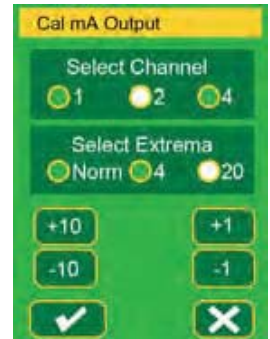 Cal mA Output
Select Channel
1 2 4
Select Extrema
Norm 4 20
+10 +1
-10 -1